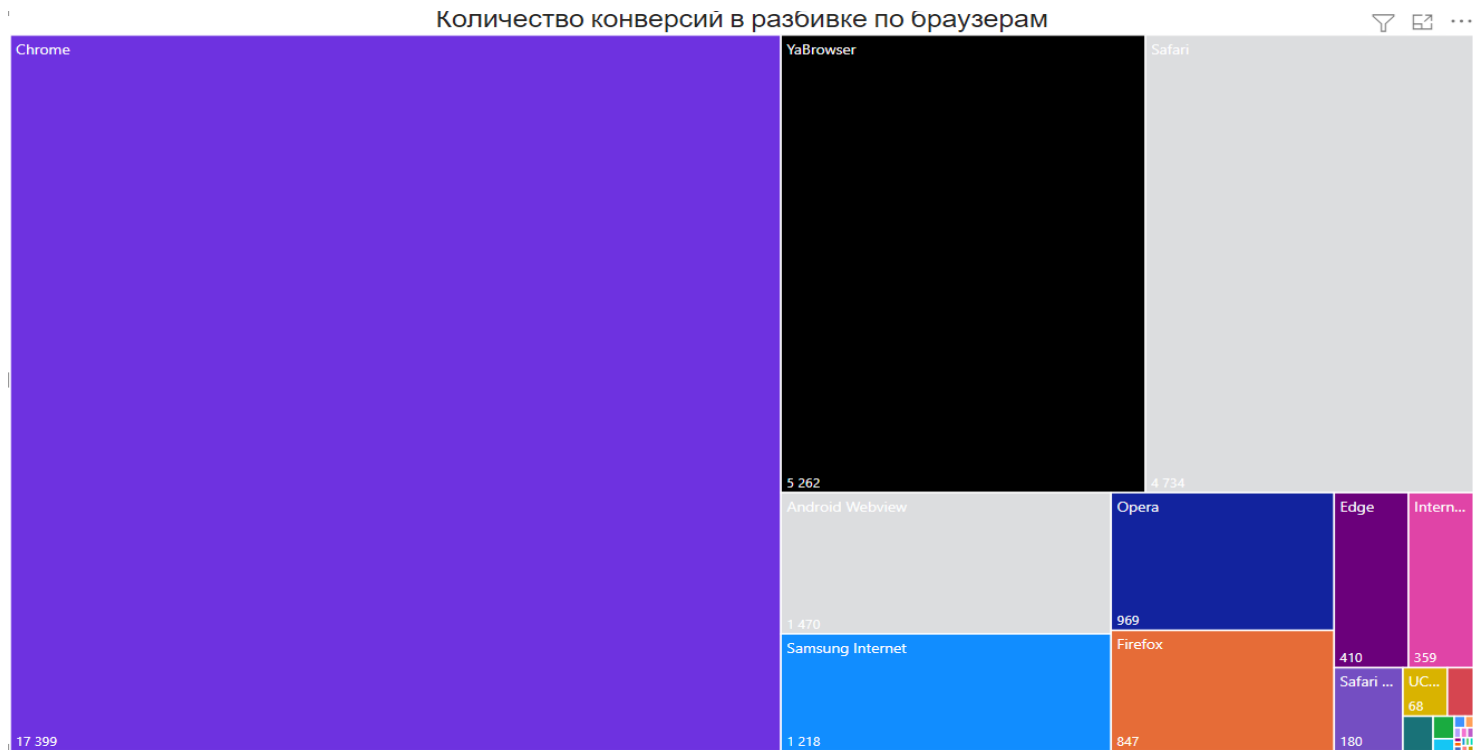 Количество конверсий в разбивке по браузерам
Chrome
17 399
YaBrowser
5 262
Safari
4 734
Android Webview
1 470
Samsung Internet
1 218
Opera
969
Firefox
847
Edge
410
Intern...
359
Safari ...
180
UC...
68